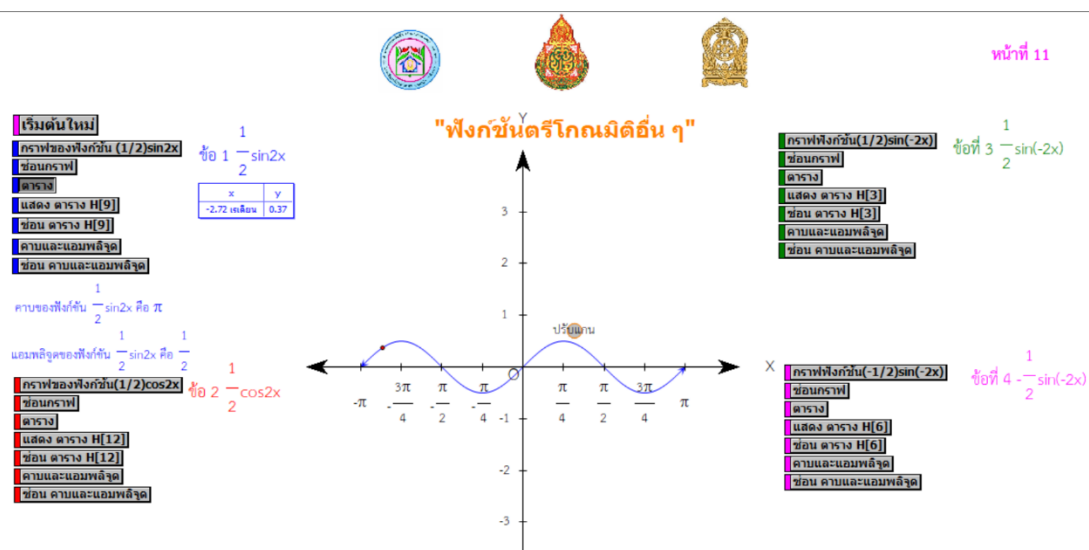 หน้าที่ 11
"ฟังก์ชันตรีโกณมิติอื่น ๆ"
เริ่มต้นใหม่
กราฟของฟังก์ชัน (1/2)sin2x
ซ่อนกราฟ
ตาราง
แสดง ตาราง H[9]
ซ่อน ตาราง H[9]
คาบและแอมพลิจูด
ซ่อน คาบและแอมพลิจูด
ข้อ 1 1/2 sin2x
x y
-2.72 เรเดียน 0.37
คาบของฟังก์ชัน 1/2 sin2x คือ π
แอมพลิจูดของฟังก์ชัน 1/2 sin2x คือ 1/2
กราฟของฟังก์ชัน(1/2)cos2x
ซ่อนกราฟ
ตาราง
แสดง ตาราง H[12]
ซ่อน ตาราง H[12]
คาบและแอมพลิจูด
ซ่อน คาบและแอมพลิจูด
ข้อ 2 1/2 cos2x
Y
3
2
1
ปรับแกน
X
O
-π
3π/4
-π/2
-π/4
π/4
π/2
3π/4
π
-1
-2
-3
กราฟฟังก์ชัน(1/2)sin(-2x)
ซ่อนกราฟ
ตาราง
แสดง ตาราง H[3]
ซ่อน ตาราง H[3]
คาบและแอมพลิจูด
ซ่อน คาบและแอมพลิจูด
ข้อที่ 3 1/2 sin(-2x)
กราฟฟังก์ชัน(-1/2)sin(-2x)
ซ่อนกราฟ
ตาราง
แสดง ตาราง H[6]
ซ่อน ตาราง H[6]
คาบและแอมพลิจูด
ซ่อน คาบและแอมพลิจูด
ข้อที่ 4 -1/2 sin(-2x)